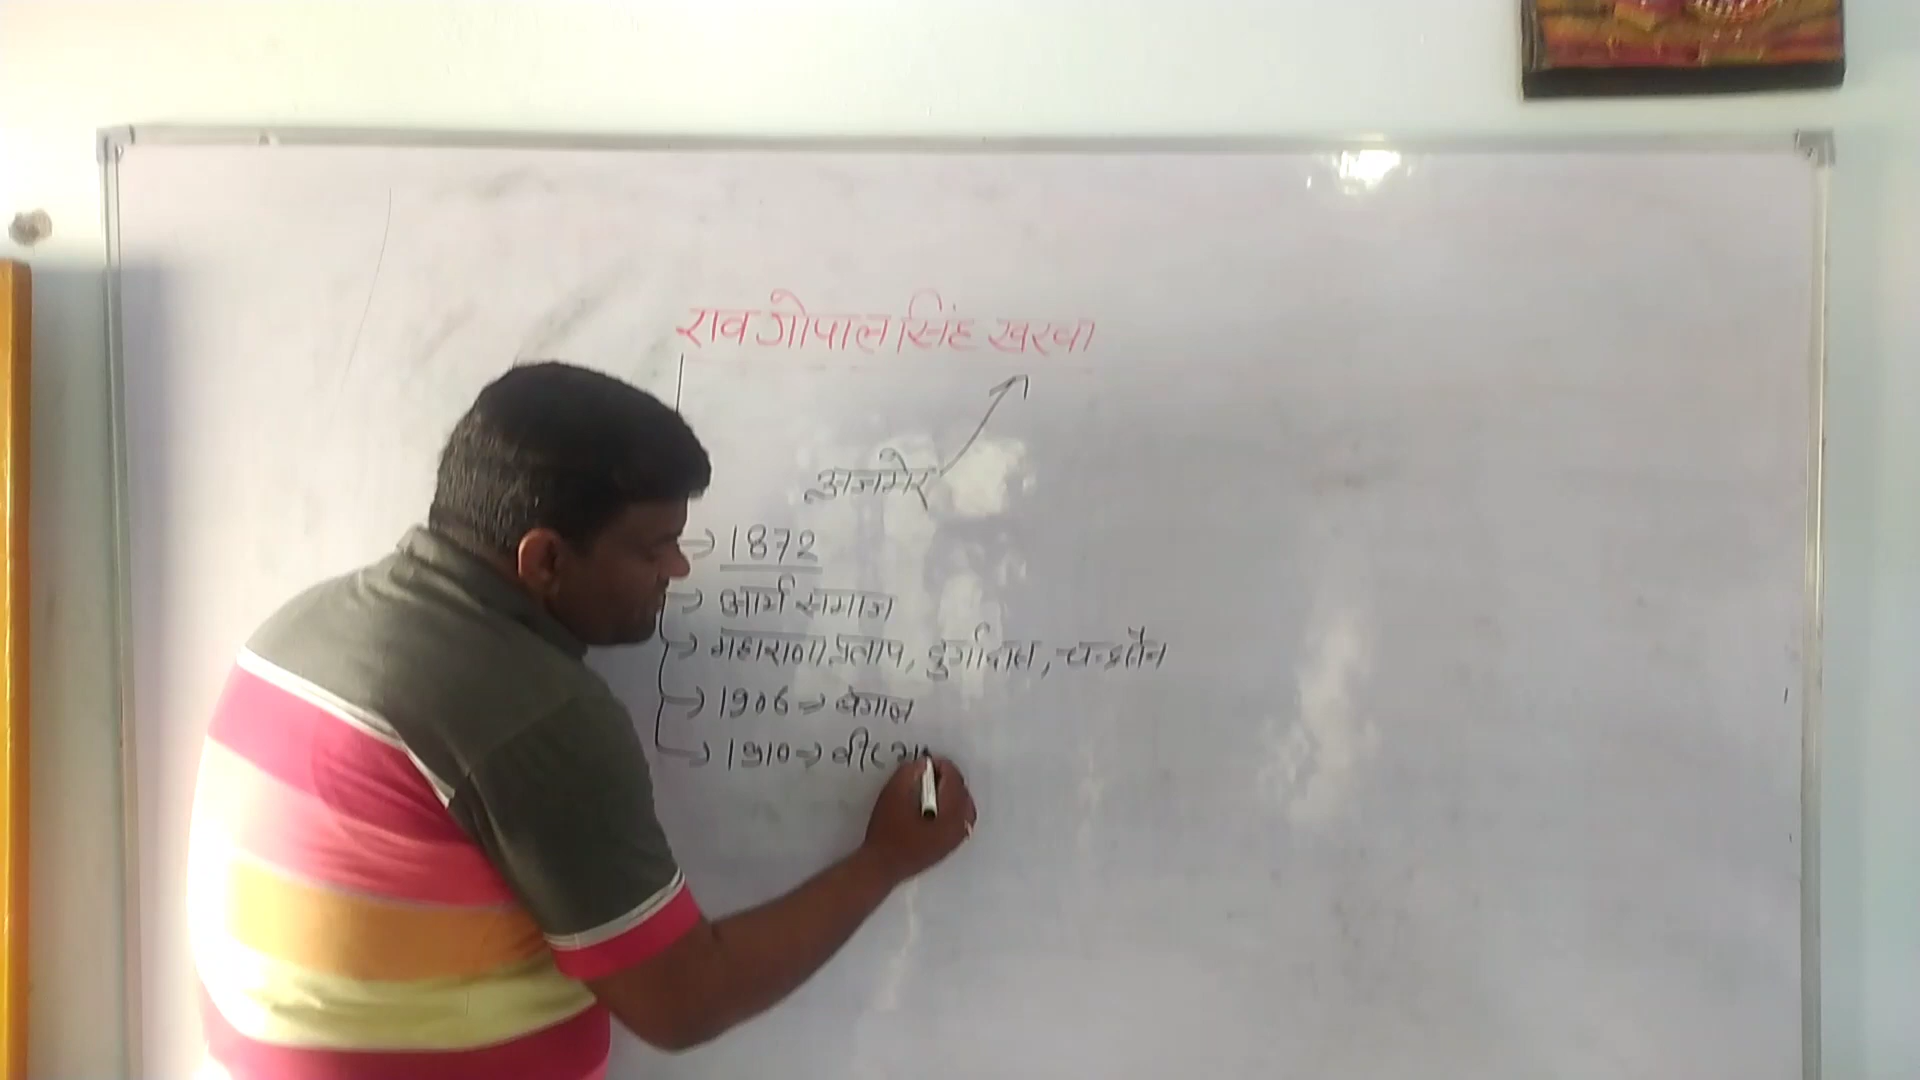 राव गोपाल सिंह खरवा
अजमेर
→ 1872
→ आर्य समाज
→ महाराणा प्रताप, दुर्गादास, चन्द्रसेन
→ 1906 → बंगाल
→ 1910 → वीर